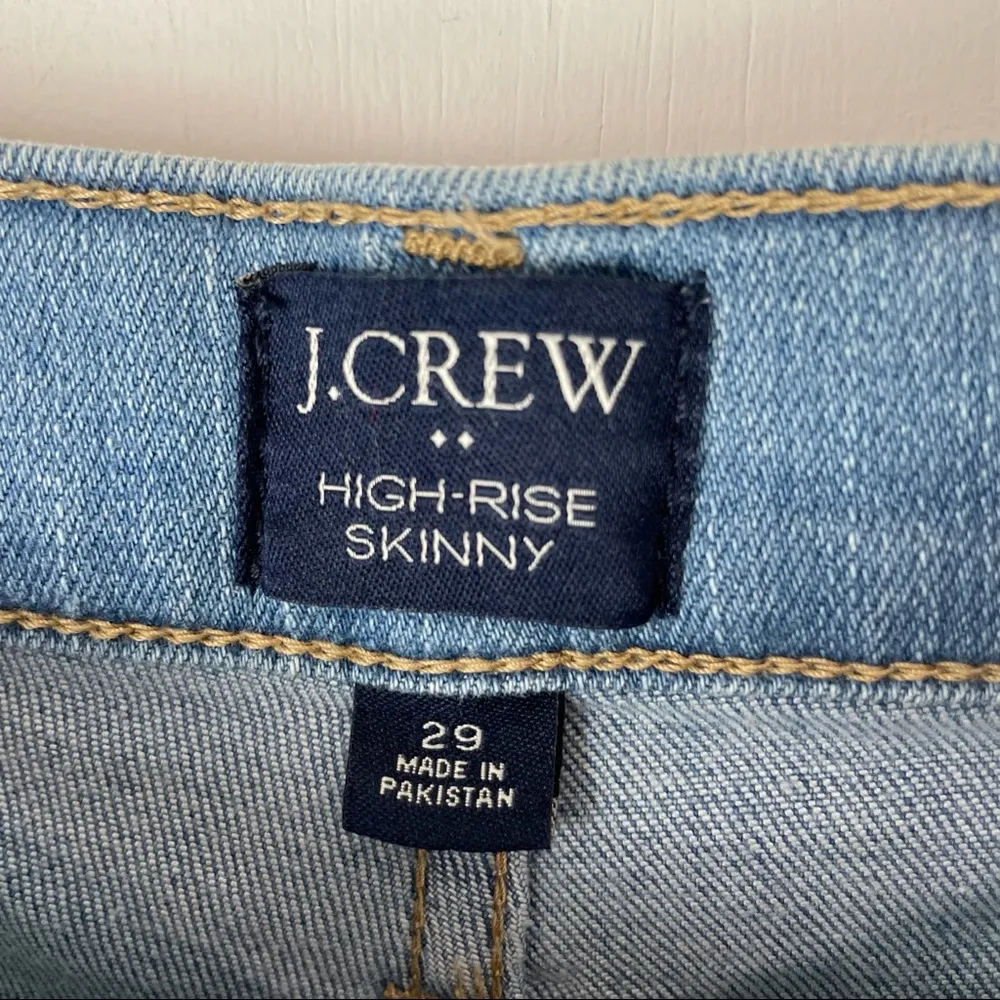 J.CREW
HIGH-RISE
SKINNY
29
MADE IN
PAKISTAN